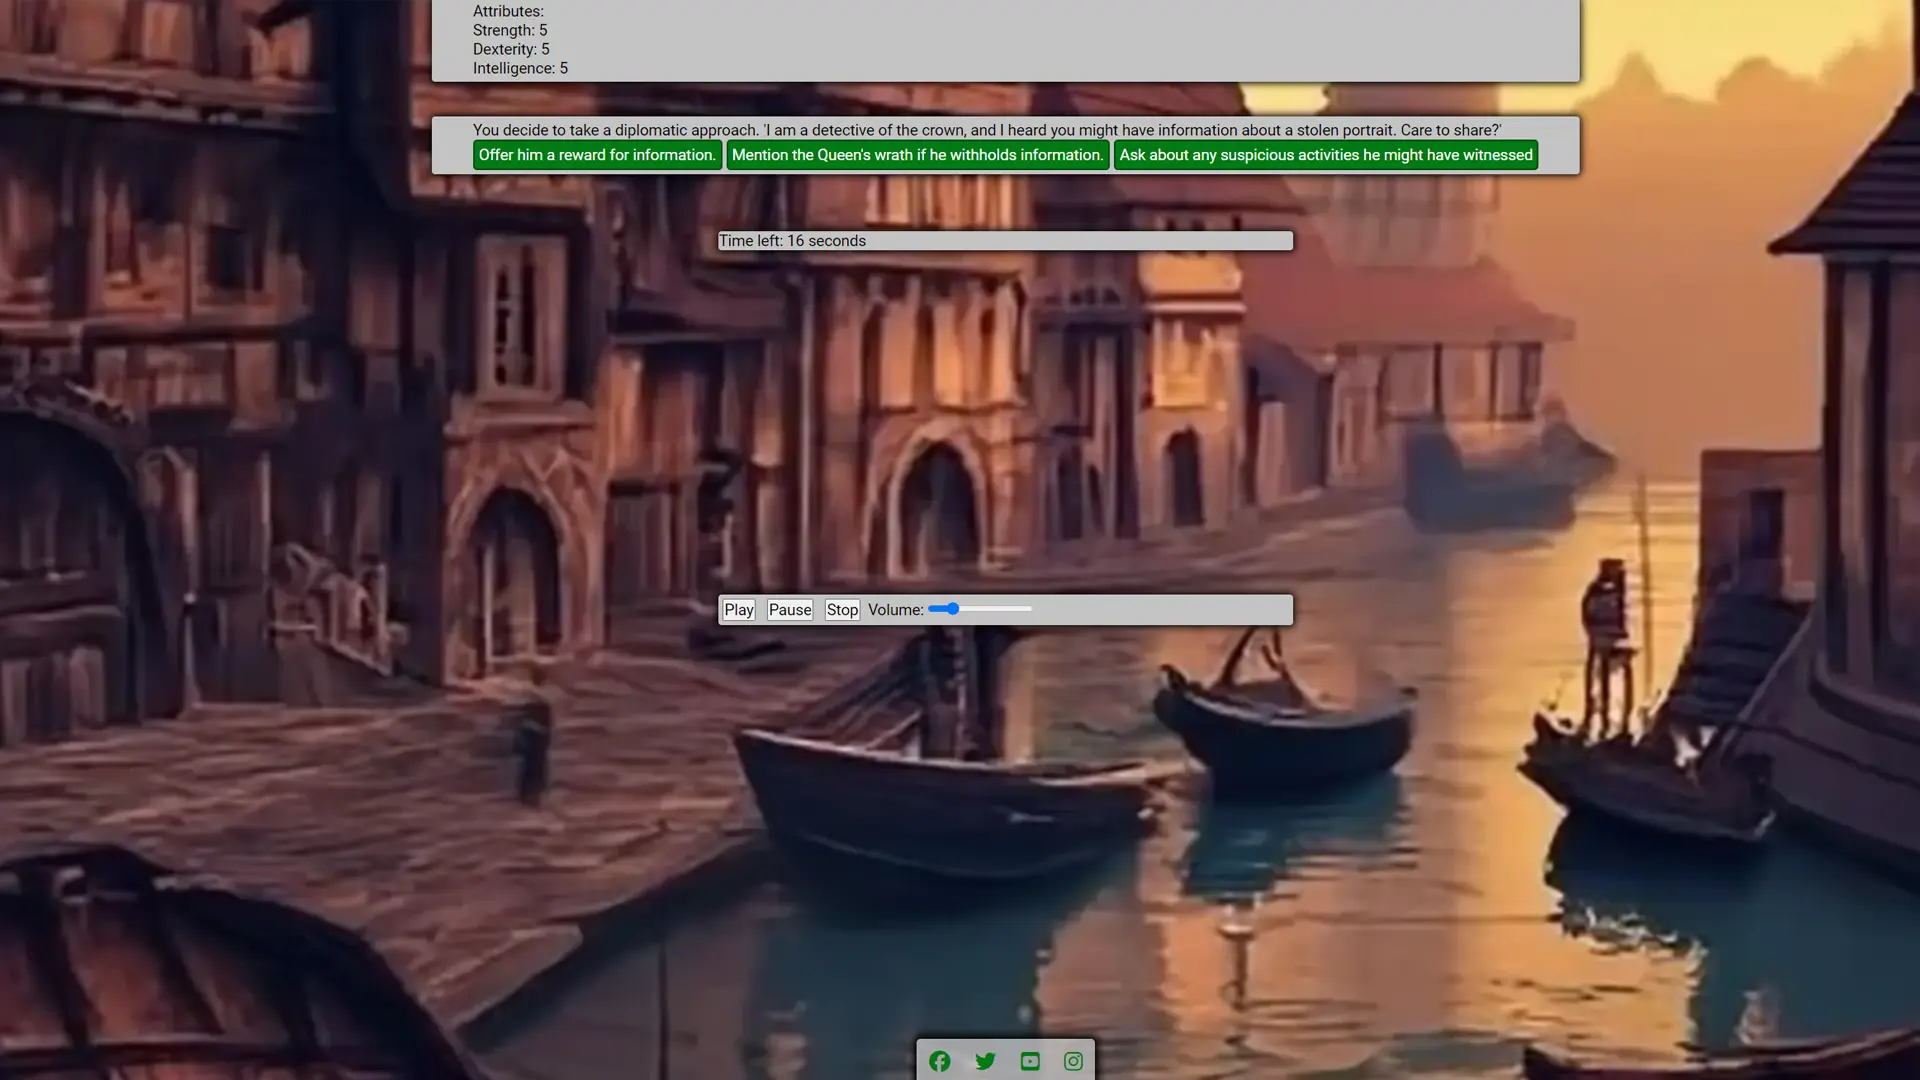 Attributes:
Strength: 5
Dexterity: 5
Intelligence: 5
You decide to take a diplomatic approach. 'I am a detective of the crown, and I heard you might have information about a stolen portrait. Care to share?'
Offer him a reward for information. Mention the Queen's wrath if he withholds information. Ask about any suspicious activities he might have witnessed
Time left: 16 seconds
Play Pause Stop Volume: